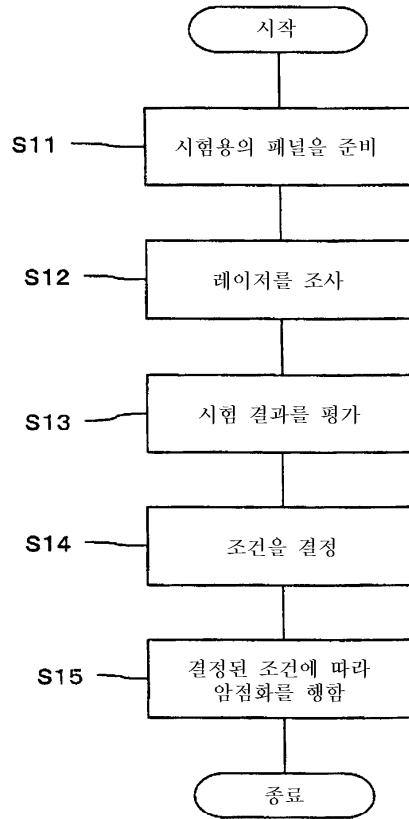 시작
S11 시험용의 패널을 준비
S12 레이저를 조사
S13 시험 결과를 평가
S14 조건을 결정
S15 결정된 조건에 따라
암점화를 행함
종료